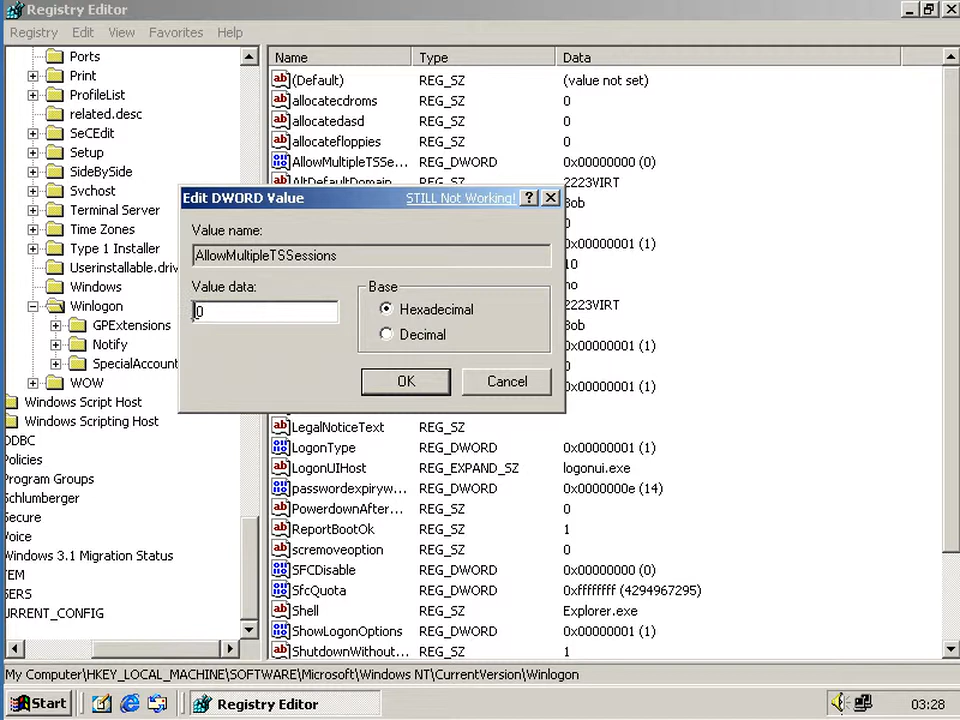 Registry Editor
Registry Edit View Favorites Help
Ports
Print
ProfileList
related.desc
SeCEdit
Setup
SideBySide
Svchost
Terminal Server
Time Zones
Type 1 Installer
Userinstallable.driv
Windows
Winlogon
GPExtensions
Notify
SpecialAccount
WOW
Windows Script Host
Windows Scripting Host
ODBC
Policies
Program Groups
Schlumberger
Secure
Voice
Windows 3.1 Migration Status
TEM
SERS
URRENT_CONFIG
Name Type Data
(Default) REG_SZ (value not set)
allocatecdroms REG_SZ 0
allocatedasd REG_SZ 0
allocatefloppies REG_SZ 0
AllowMultipleTSSe... REG_DWORD 0x00000000 (0)
AltDefaultDomain REG_SZ 2223VIRT
Bob
0
0x00000001 (1)
10
no
2223VIRT
Bob
0x00000001 (1)
0
0x00000001 (1)
LegalNoticeText REG_SZ
LogonType REG_DWORD 0x00000001 (1)
LogonUIHost REG_EXPAND_SZ logonui.exe
passwordexpiryw... REG_DWORD 0x0000000e (14)
PowerdownAfter... REG_SZ 0
ReportBootOk REG_SZ 1
scremoveoption REG_SZ 0
SFCDisable REG_DWORD 0x00000000 (0)
SfcQuota REG_DWORD 0xffffffff (4294967295)
Shell REG_SZ Explorer.exe
ShowLogonOptions REG_DWORD 0x00000001 (1)
ShutdownWithout... REG_SZ 1
Edit DWORD Value STILL Not Working! ?
Value name:
AllowMultipleTSSessions
Value data:
0
Base
Hexadecimal
Decimal
OK Cancel
My Computer\HKEY_LOCAL_MACHINE\SOFTWARE\Microsoft\Windows NT\CurrentVersion\Winlogon
Start Registry Editor 03:28